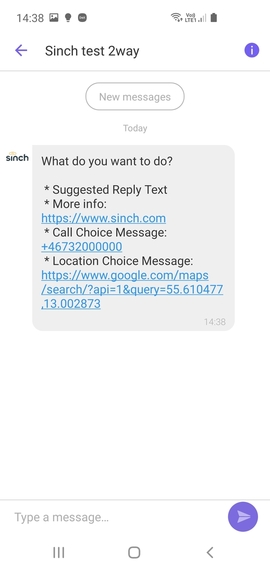 14:38
Vo)) LTE1
Sinch test 2way
New messages
Today
sinch
What do you want to do?
* Suggested Reply Text
* More info:
https://www.sinch.com
* Call Choice Message:
+46732000000
* Location Choice Message:
https://www.google.com/maps
/search/?api=1&query=55.610477
,13.002873
14:38
Type a message...